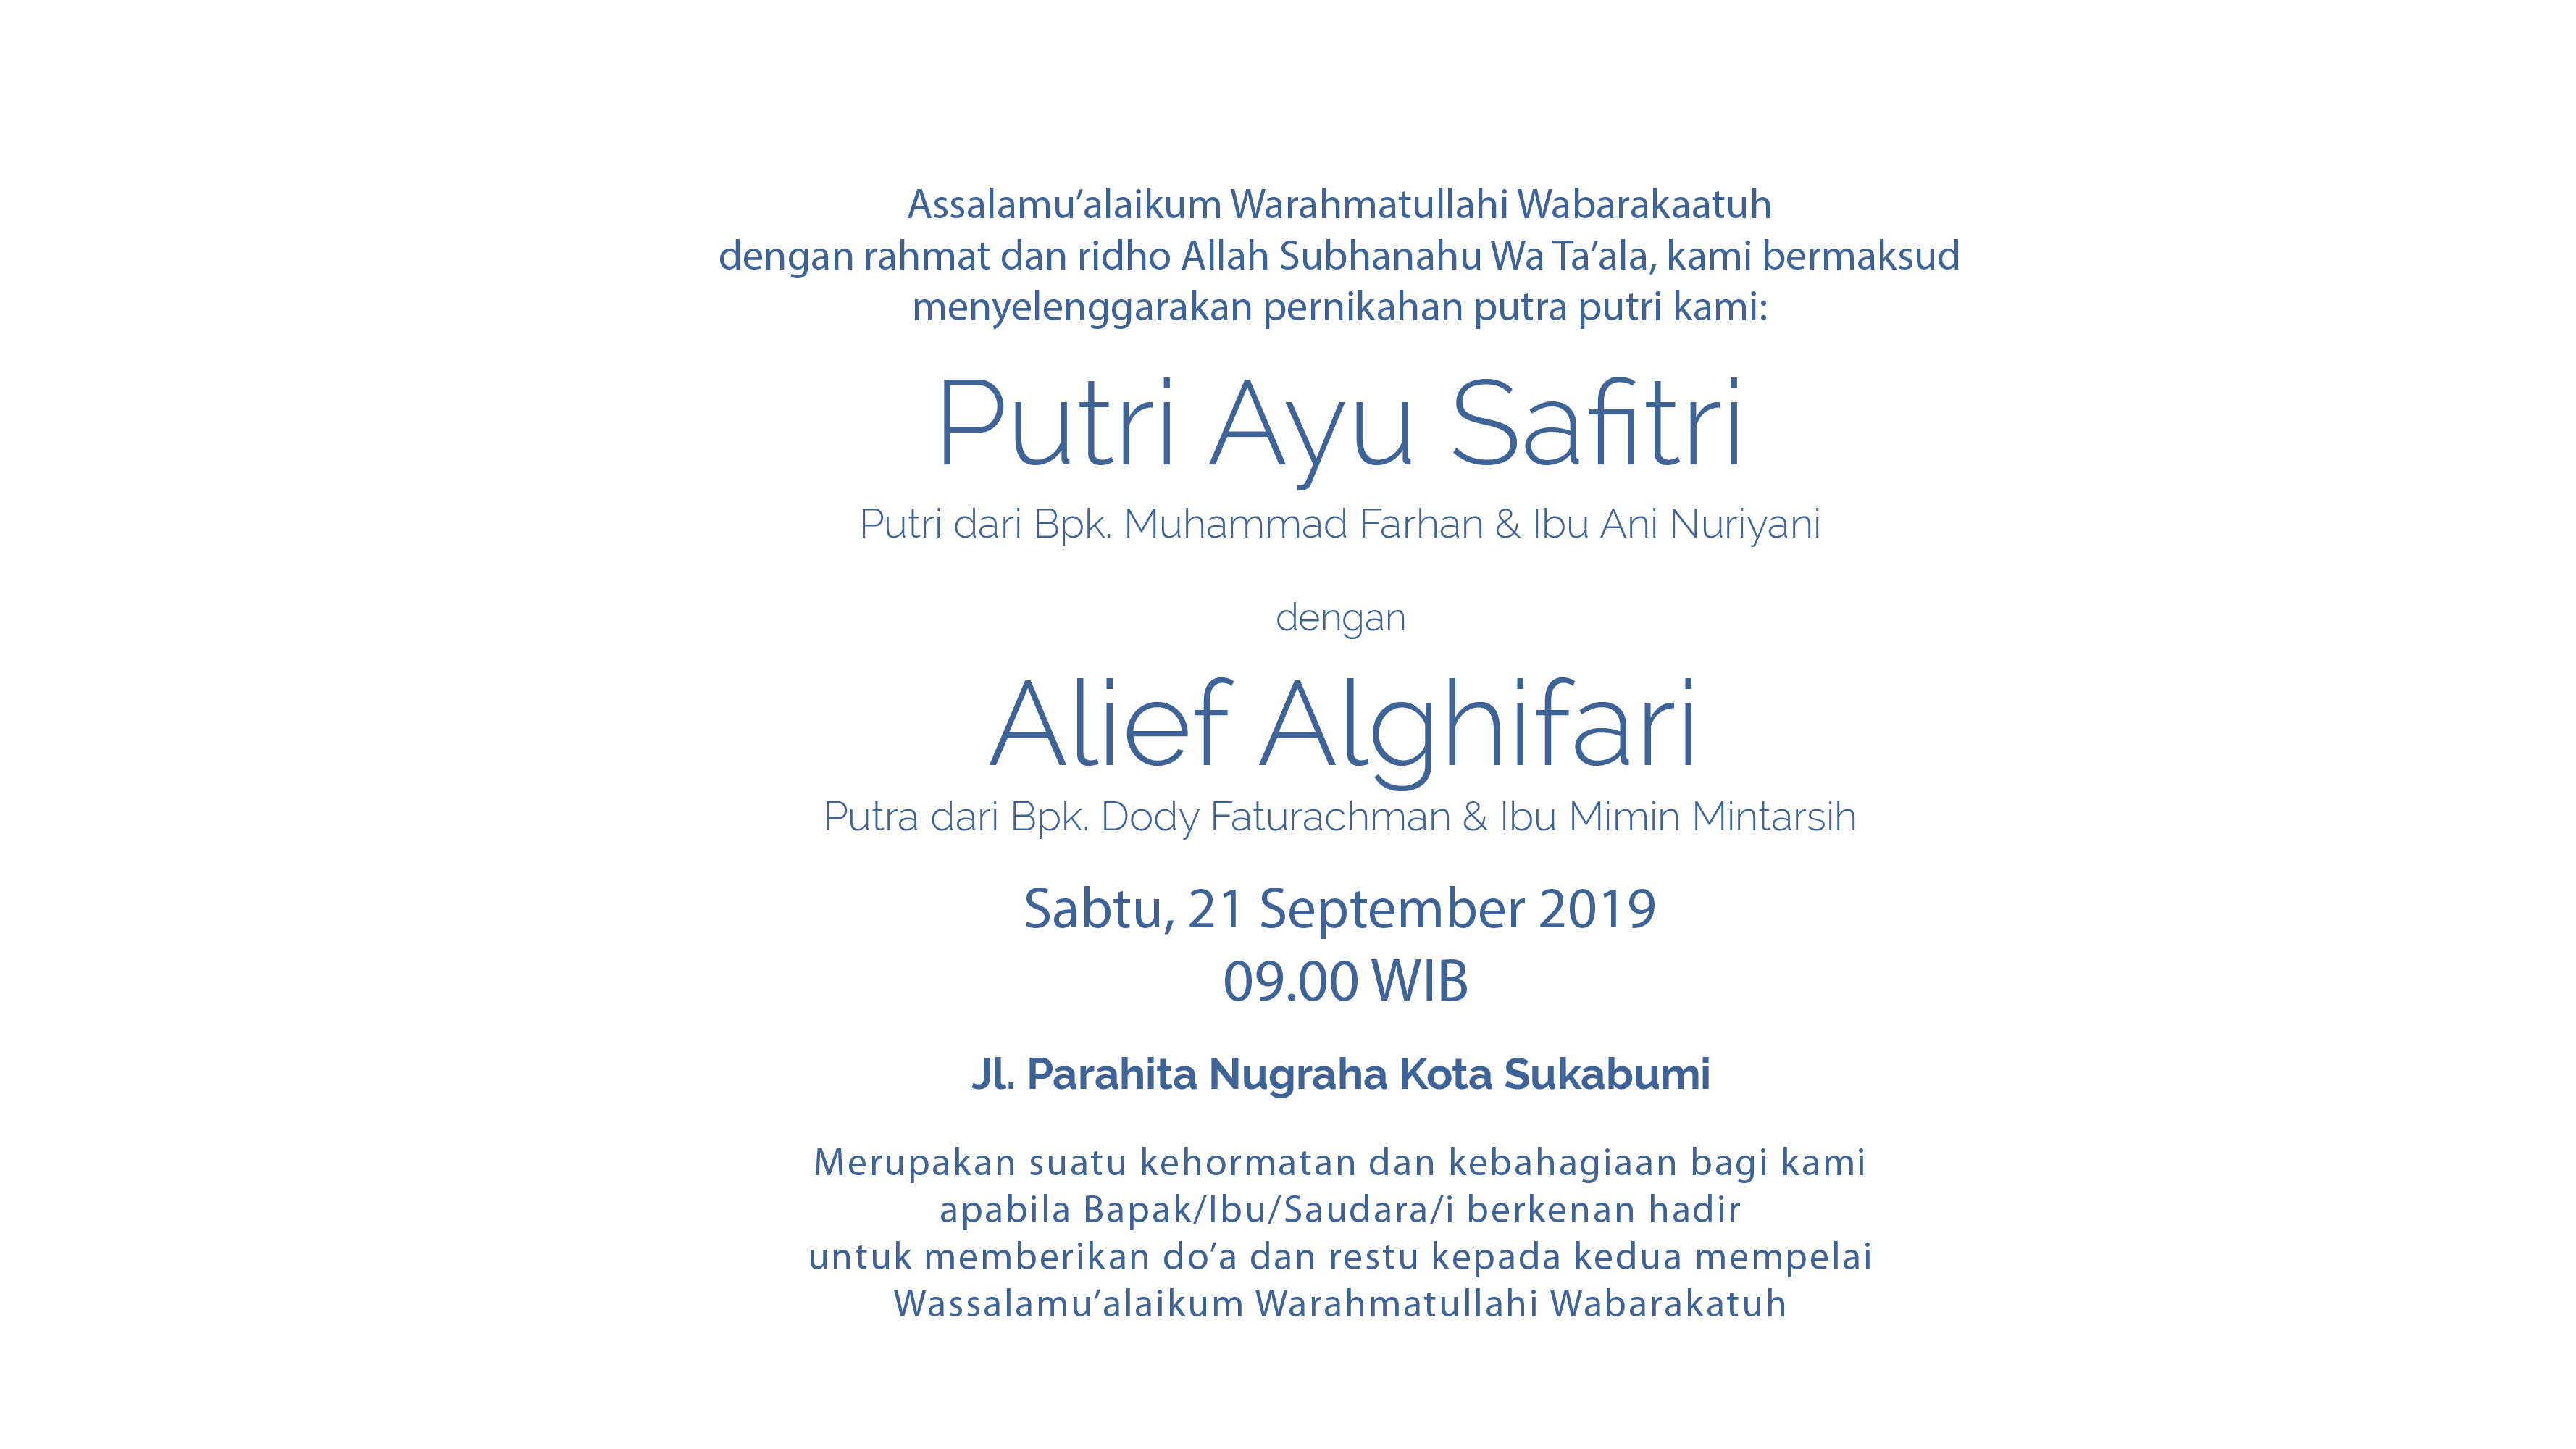 Assalamu’alaikum Warahmatullahi Wabarakaatuh
dengan rahmat dan ridho Allah Subhanahu Wa Ta’ala, kami bermaksud
menyelenggarakan pernikahan putra putri kami:
Putri Ayu Safitri
Putri dari Bpk. Muhammad Farhan & Ibu Ani Nuriyani
dengan
Alief Alghifari
Putra dari Bpk. Dody Faturachman & Ibu Mimin Mintarsih
Sabtu, 21 September 2019
09.00 WIB
Jl. Parahita Nugraha Kota Sukabumi
Merupakan suatu kehormatan dan kebahagiaan bagi kami
apabila Bapak/Ibu/Saudara/i berkenan hadir
untuk memberikan do’a dan restu kepada kedua mempelai
Wassalamu’alaikum Warahmatullahi Wabarakatuh